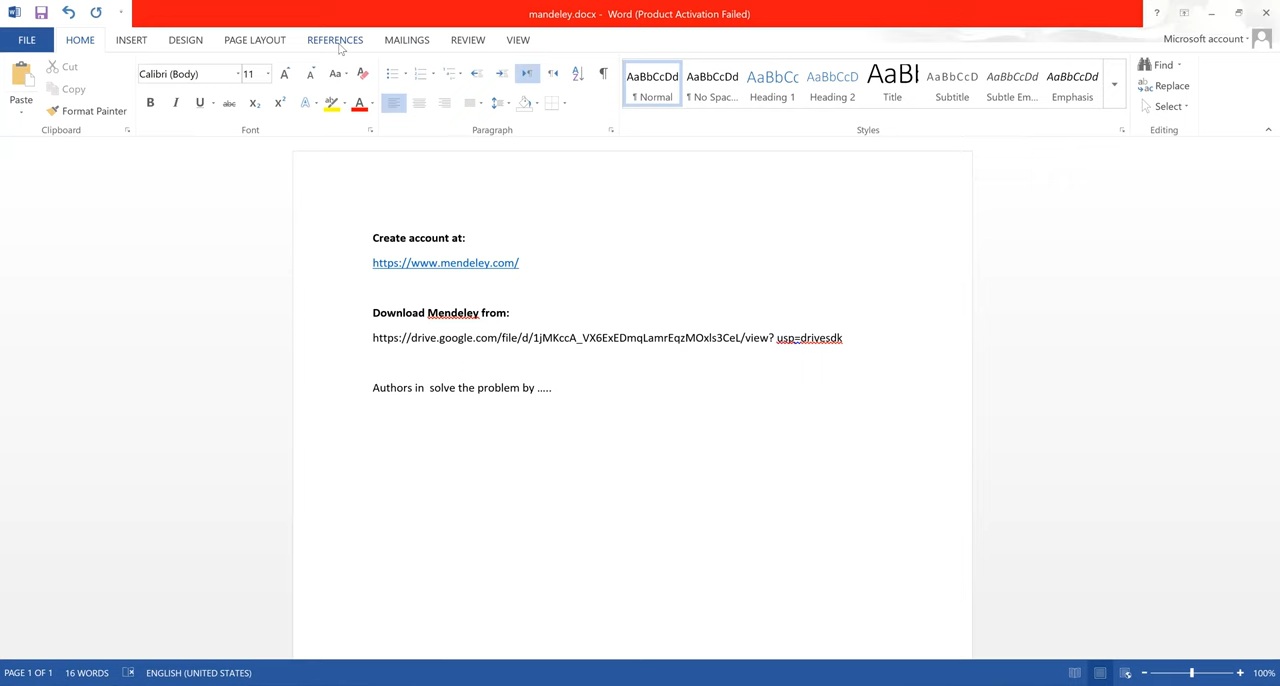 mandeley.docx - Word (Product Activation Failed)
?
FILE HOME INSERT DESIGN PAGE LAYOUT REFERENCES MAILINGS REVIEW VIEW
Microsoft account
Paste
Cut
Copy
Format Painter
Clipboard
Calibri (Body) 11
Font
Paragraph
AaBbCcDd AaBbCcDd AaBbCc AaBbCcD AaBl AaBbCcD AaBbCcDd AaBbCcDd
¶ Normal ¶ No Spac... Heading 1 Heading 2 Title Subtitle Subtle Em... Emphasis
Styles
Find
Replace
Select
Editing
Create account at:
https://www.mendeley.com/
Download Mendeley from:
https://drive.google.com/file/d/1jMKccA_VX6ExEDmqLamrEqzMOxls3CeL/view? usp=drivesdk
Authors in  solve the problem by …..
PAGE 1 OF 1 16 WORDS ENGLISH (UNITED STATES) 100%